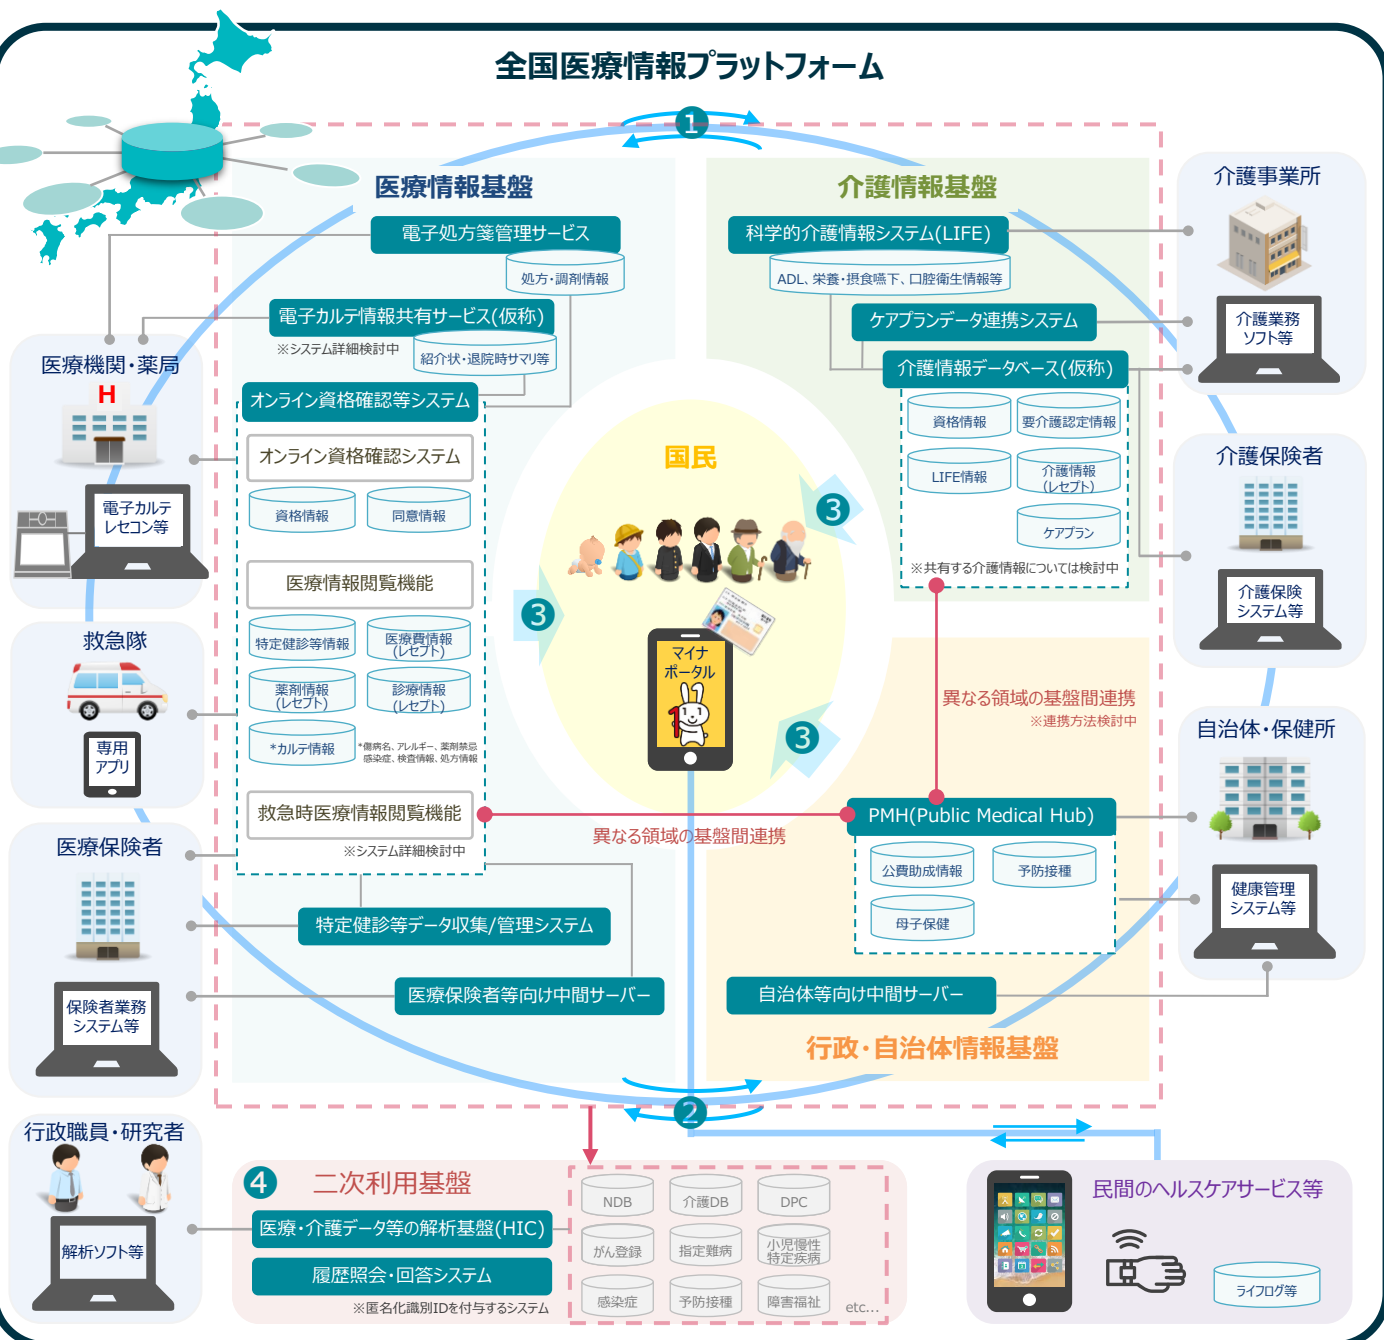 全国医療情報プラットフォーム
1
医療情報基盤
電子処方箋管理サービス
処方・調剤情報
電子カルテ情報共有サービス(仮称)
※システム詳細検討中
紹介状・退院時サマリ等
オンライン資格確認等システム
オンライン資格確認システム
資格情報
同意情報
医療情報閲覧機能
特定健診等情報
医療費情報
(レセプト)
薬剤情報
(レセプト)
診療情報
(レセプト)
*カルテ情報
*傷病名、アレルギー、薬剤禁忌
感染症、検査情報、処方情報
救急時医療情報閲覧機能
※システム詳細検討中
特定健診等データ収集/管理システム
医療保険者等向け中間サーバー
介護情報基盤
科学的介護情報システム(LIFE)
ADL、栄養・摂食嚥下、口腔衛生情報等
ケアプランデータ連携システム
介護情報データベース(仮称)
資格情報
要介護認定情報
LIFE情報
介護情報
(レセプト)
ケアプラン
※共有する介護情報については検討中
国民
3
3
3
マイナ
ポータル
1
異なる領域の基盤間連携
※連携方法検討中
異なる領域の基盤間連携
PMH(Public Medical Hub)
公費助成情報
予防接種
母子保健
自治体等向け中間サーバー
行政・自治体情報基盤
2
医療機関・薬局
H
電子カルテ
レセコン等
救急隊
専用
アプリ
医療保険者
保険者業務
システム等
行政職員・研究者
解析ソフト等
介護事業所
介護業務
ソフト等
介護保険者
介護保険
システム等
自治体・保健所
健康管理
システム等
4
二次利用基盤
医療・介護データ等の解析基盤(HIC)
履歴照会・回答システム
※匿名化識別IDを付与するシステム
NDB
介護DB
DPC
がん登録
指定難病
小児慢性
特定疾病
感染症
予防接種
障害福祉
etc...
民間のヘルスケアサービス等
ライフログ等